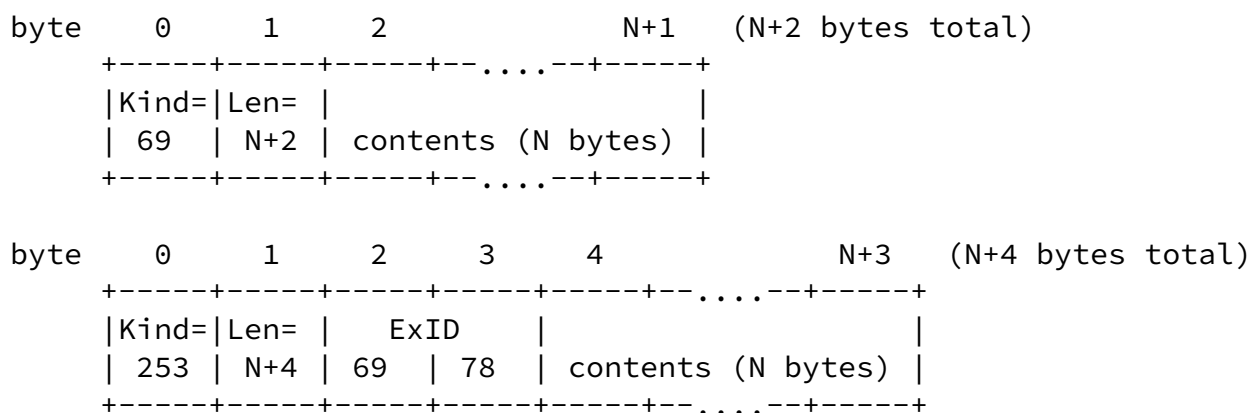 byte    0     1     2             N+1   (N+2 bytes total)
     +-----+-----+-----+--....--+-----+
     |Kind=|Len= |                    |
     | 69  | N+2 | contents (N bytes) |
     +-----+-----+-----+--....--+-----+
byte    0     1     2     3     4             N+3   (N+4 bytes total)
     +-----+-----+-----+-----+-----+--....--+-----+
     |Kind=|Len= |   ExID    |                    |
     | 253 | N+4 | 69  | 78  | contents (N bytes) |
     +-----+-----+-----+-----+-----+--....--+-----+